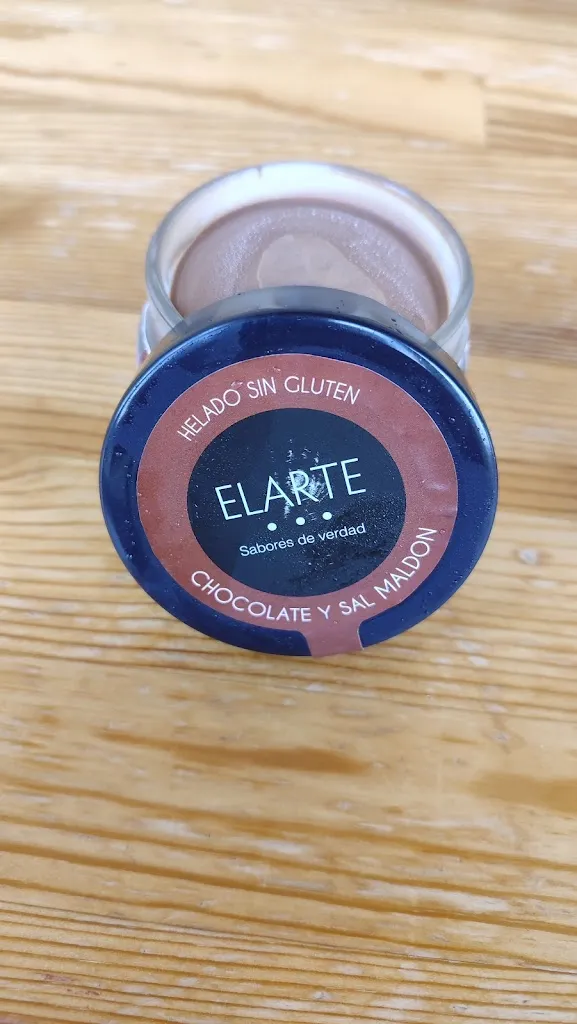 HELADO SIN GLUTEN
ELARTE
Sabores de verdad
CHOCOLATE Y SAL MALDON